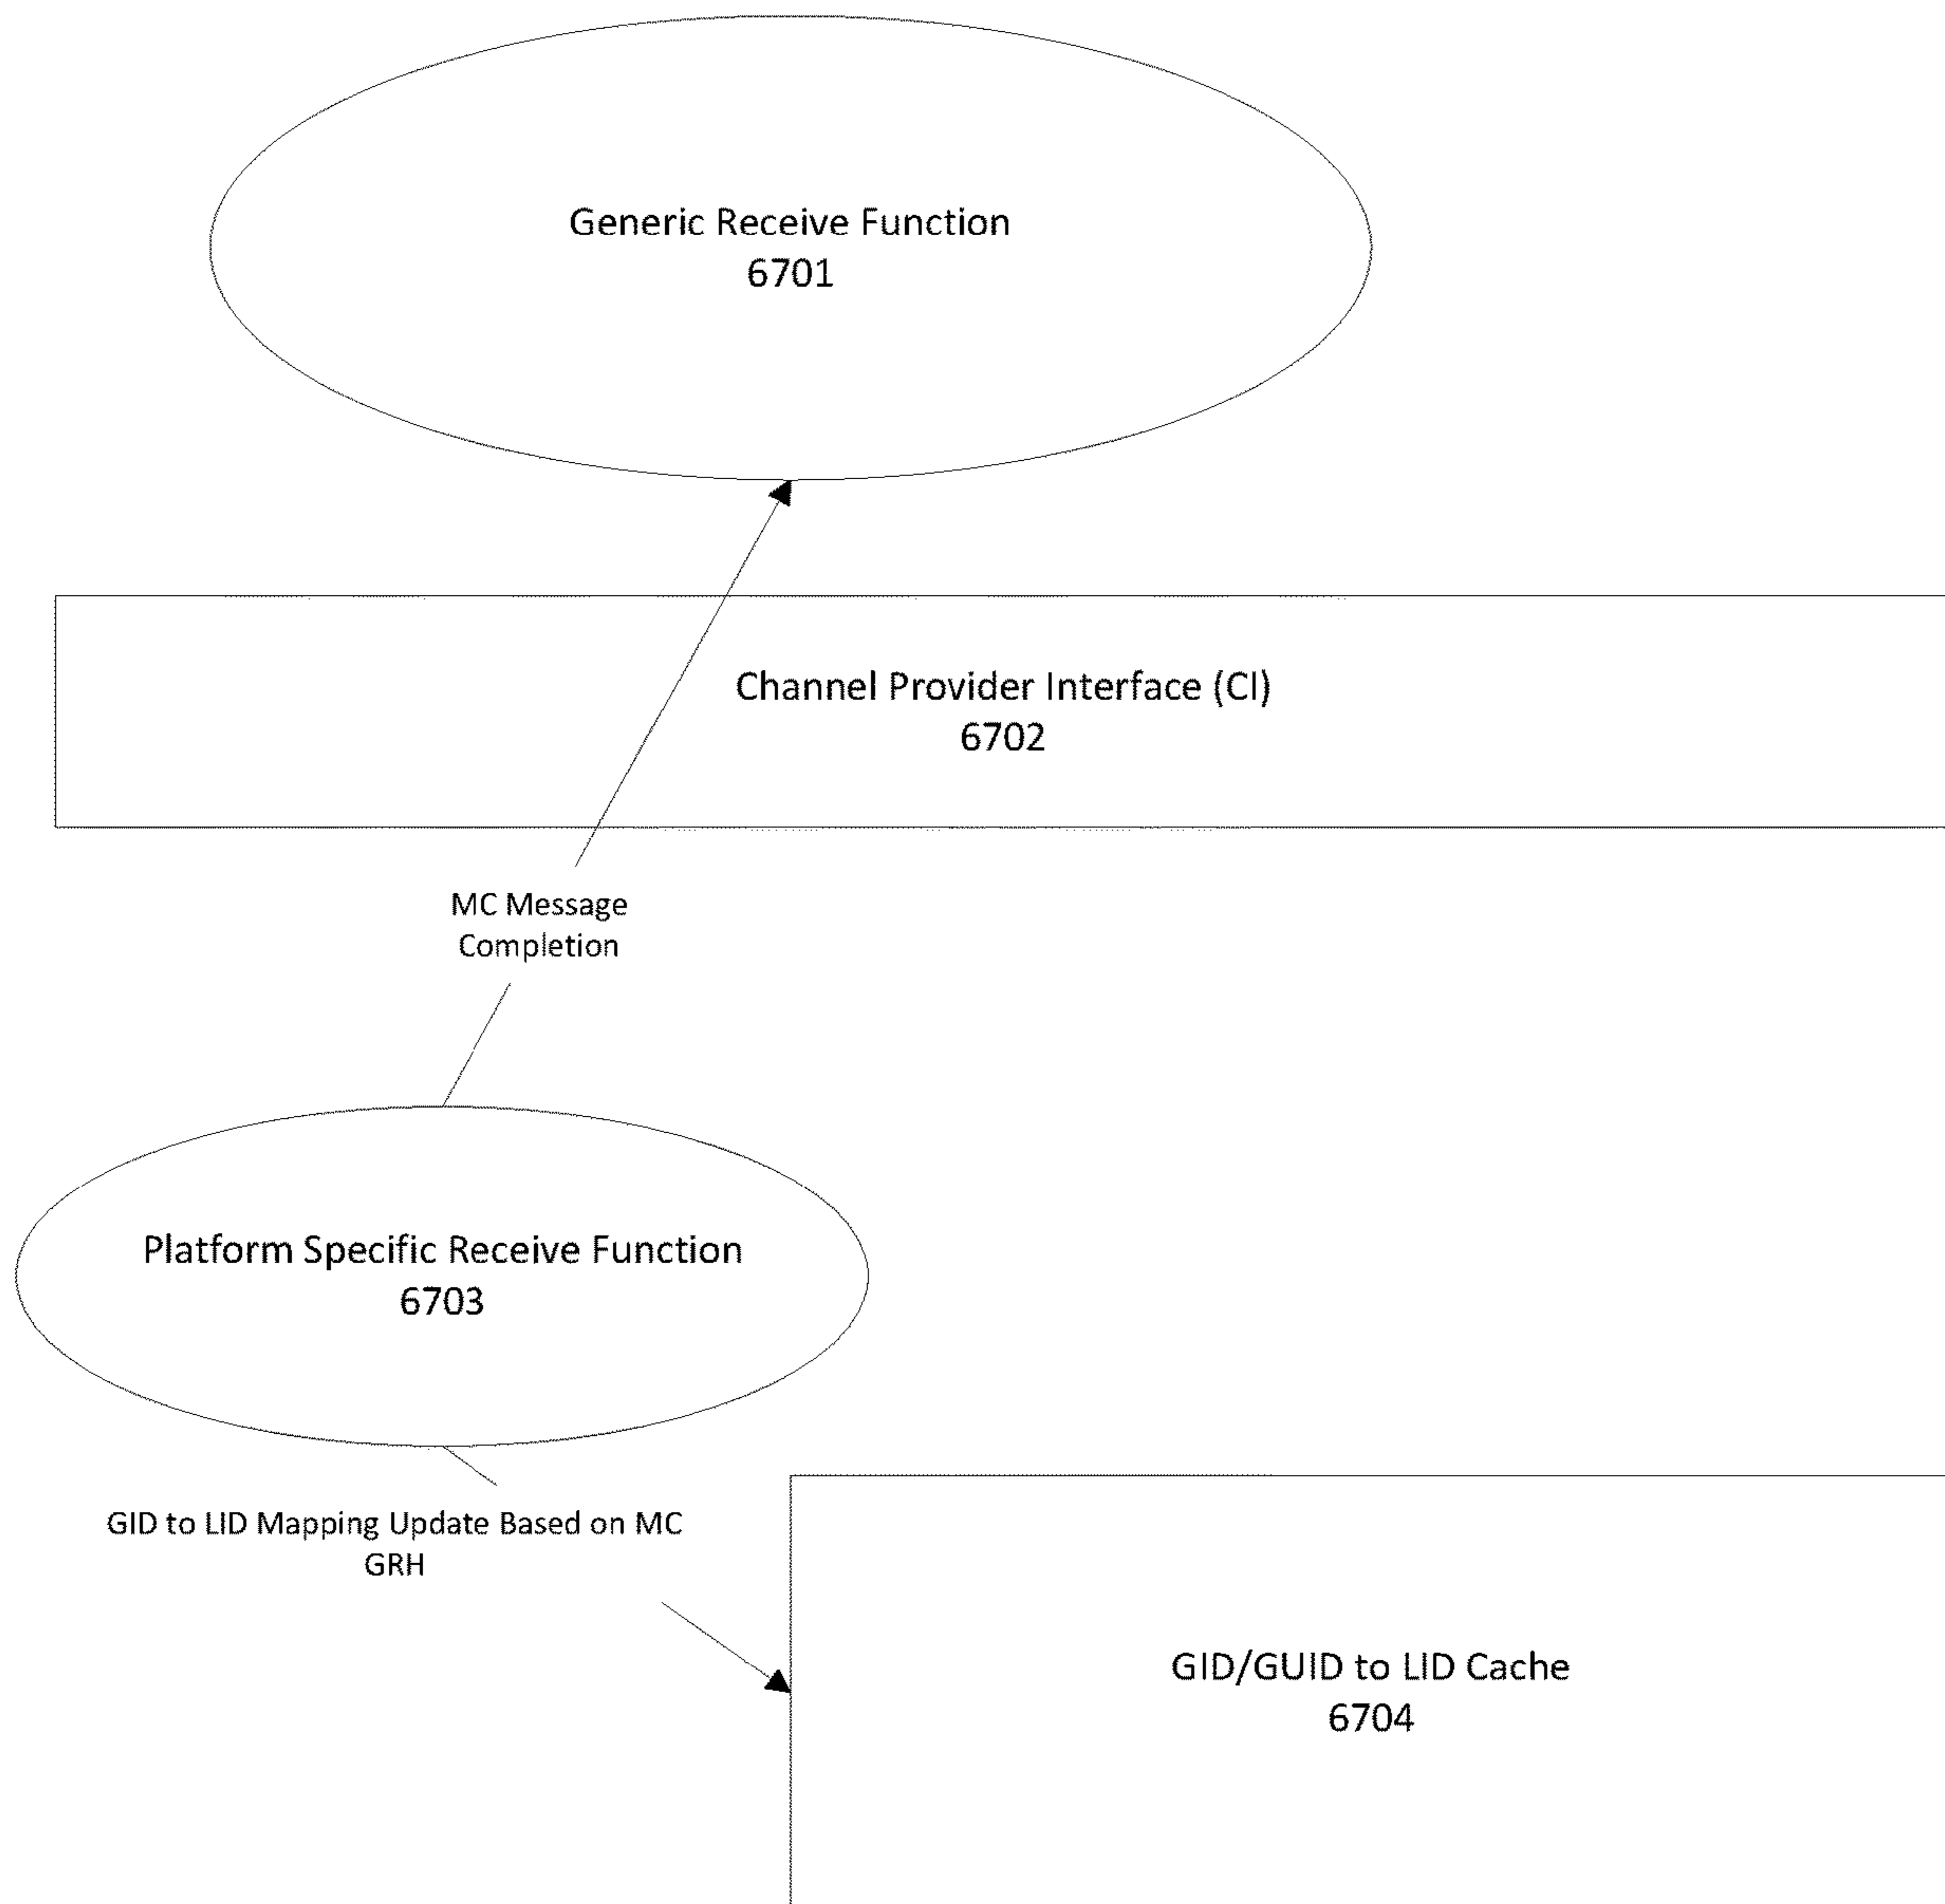 Generic Receive Function
6701
Channel Provider Interface (CI)
6702
MC Message
Completion
Platform Specific Receive Function
6703
GID to LID Mapping Update Based on MC
GRH
GID/GUID to LID Cache
6704